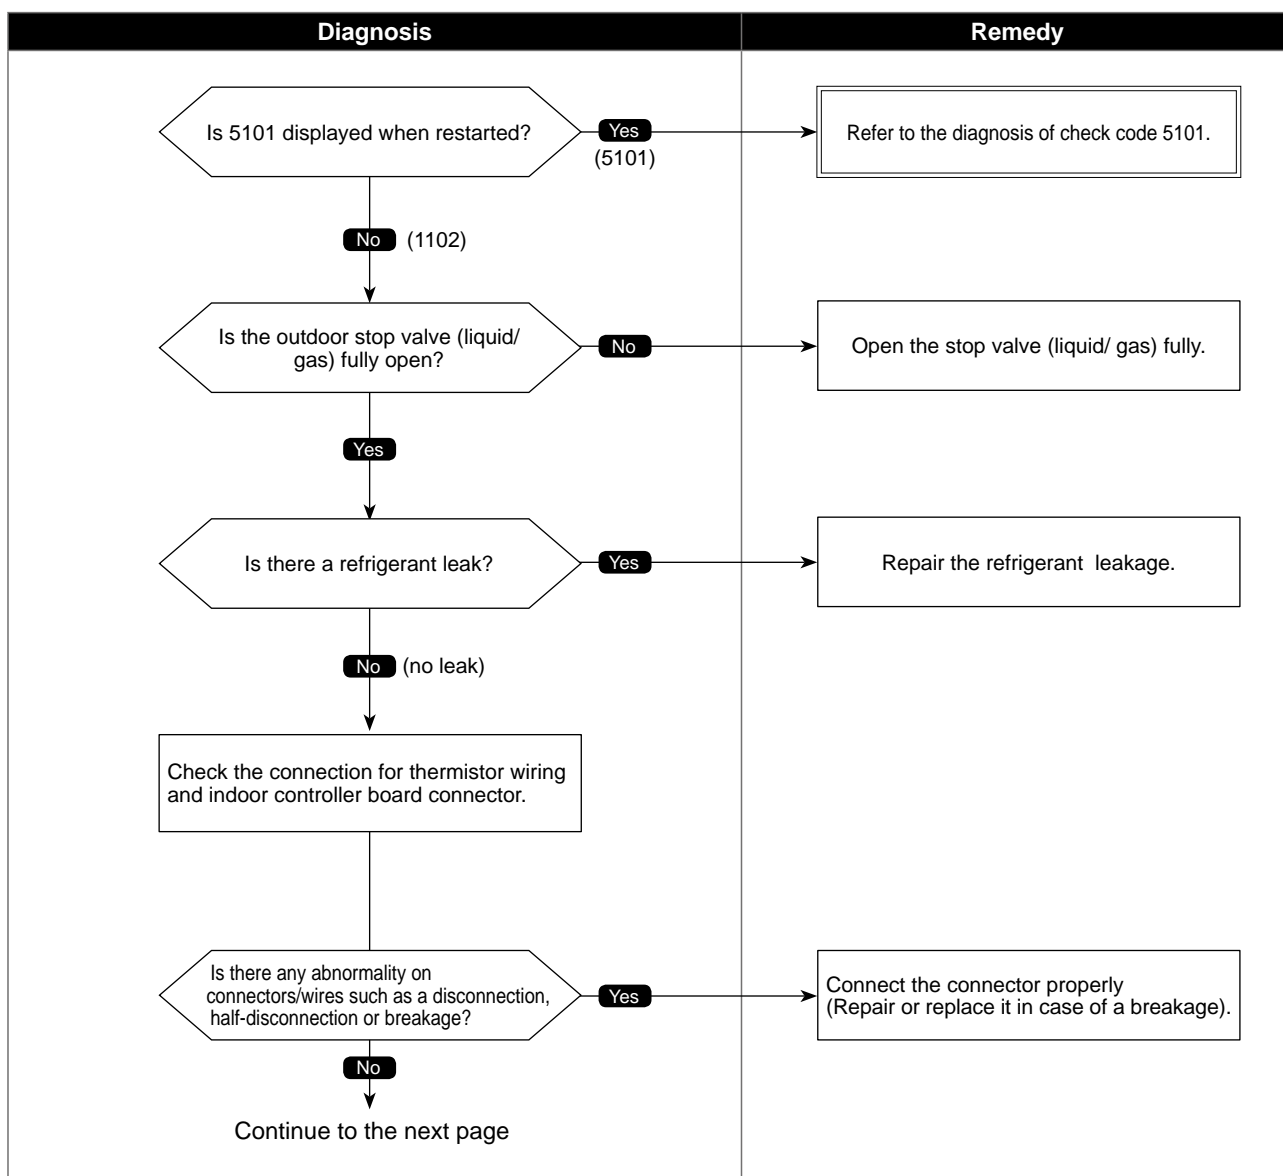 Diagnosis
Remedy
Is 5101 displayed when restarted?
Yes
(5101)
Refer to the diagnosis of check code 5101.
No (1102)
Is the outdoor stop valve (liquid/
gas) fully open?
No
Open the stop valve (liquid/ gas) fully.
Yes
Is there a refrigerant leak?
Yes
Repair the refrigerant  leakage.
No (no leak)
Check the connection for thermistor wiring
and indoor controller board connector.
Is there any abnormality on
connectors/wires such as a disconnection,
half-disconnection or breakage?
Yes
Connect the connector properly
(Repair or replace it in case of a breakage).
No
Continue to the next page